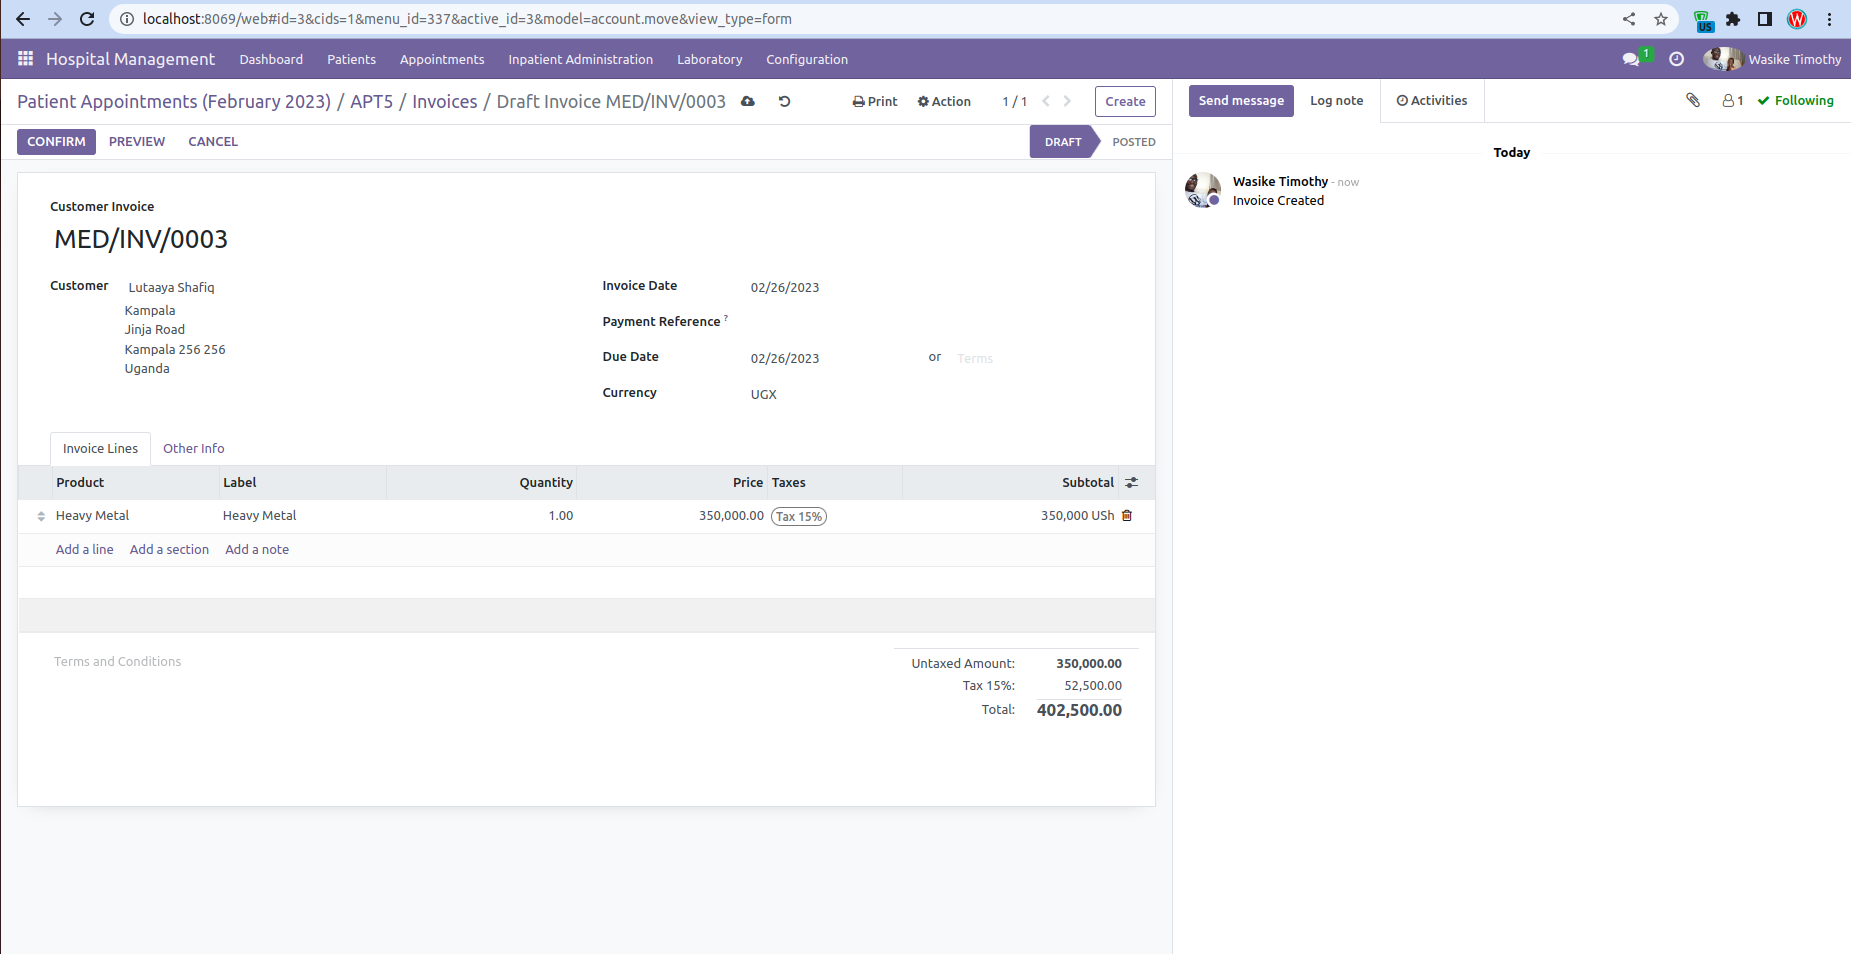 localhost:8069/web#id=3&cids=1&menu_id=337&active_id=3&model=account.move&view_type=form
US
W
Hospital Management Dashboard Patients Appointments Inpatient Administration Laboratory Configuration 1 Wasike Timothy
Patient Appointments (February 2023) / APT5 / Invoices / Draft Invoice MED/INV/0003 Print Action 1 / 1 Create
Send message Log note Activities 1 Following
CONFIRM PREVIEW CANCEL DRAFT POSTED
Today
Wasike Timothy - now
Invoice Created
Customer Invoice
MED/INV/0003
Customer Lutaaya Shafiq
Kampala
Jinja Road
Kampala 256 256
Uganda
Invoice Date 02/26/2023
Payment Reference ?
Due Date 02/26/2023 or Terms
Currency UGX
Invoice Lines Other Info
Product Label Quantity Price Taxes Subtotal
Heavy Metal Heavy Metal 1.00 350,000.00 Tax 15% 350,000 USh
Add a line Add a section Add a note
Terms and Conditions
Untaxed Amount: 350,000.00
Tax 15%: 52,500.00
Total: 402,500.00